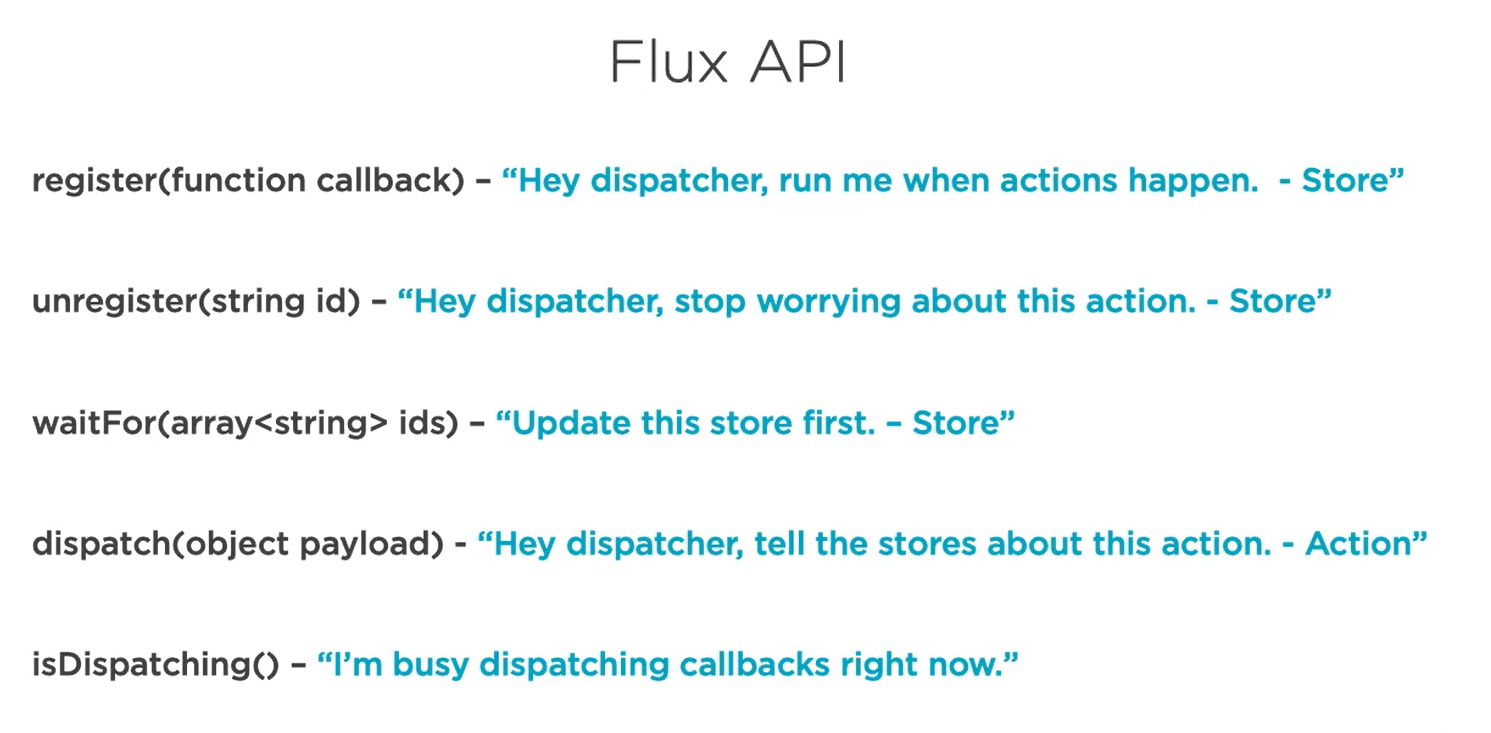 Flux API
register(function callback) – “Hey dispatcher, run me when actions happen.  - Store”
unregister(string id) – “Hey dispatcher, stop worrying about this action. - Store”
waitFor(array<string> ids) – “Update this store first. – Store”
dispatch(object payload) - “Hey dispatcher, tell the stores about this action. - Action”
isDispatching() – “I’m busy dispatching callbacks right now.”